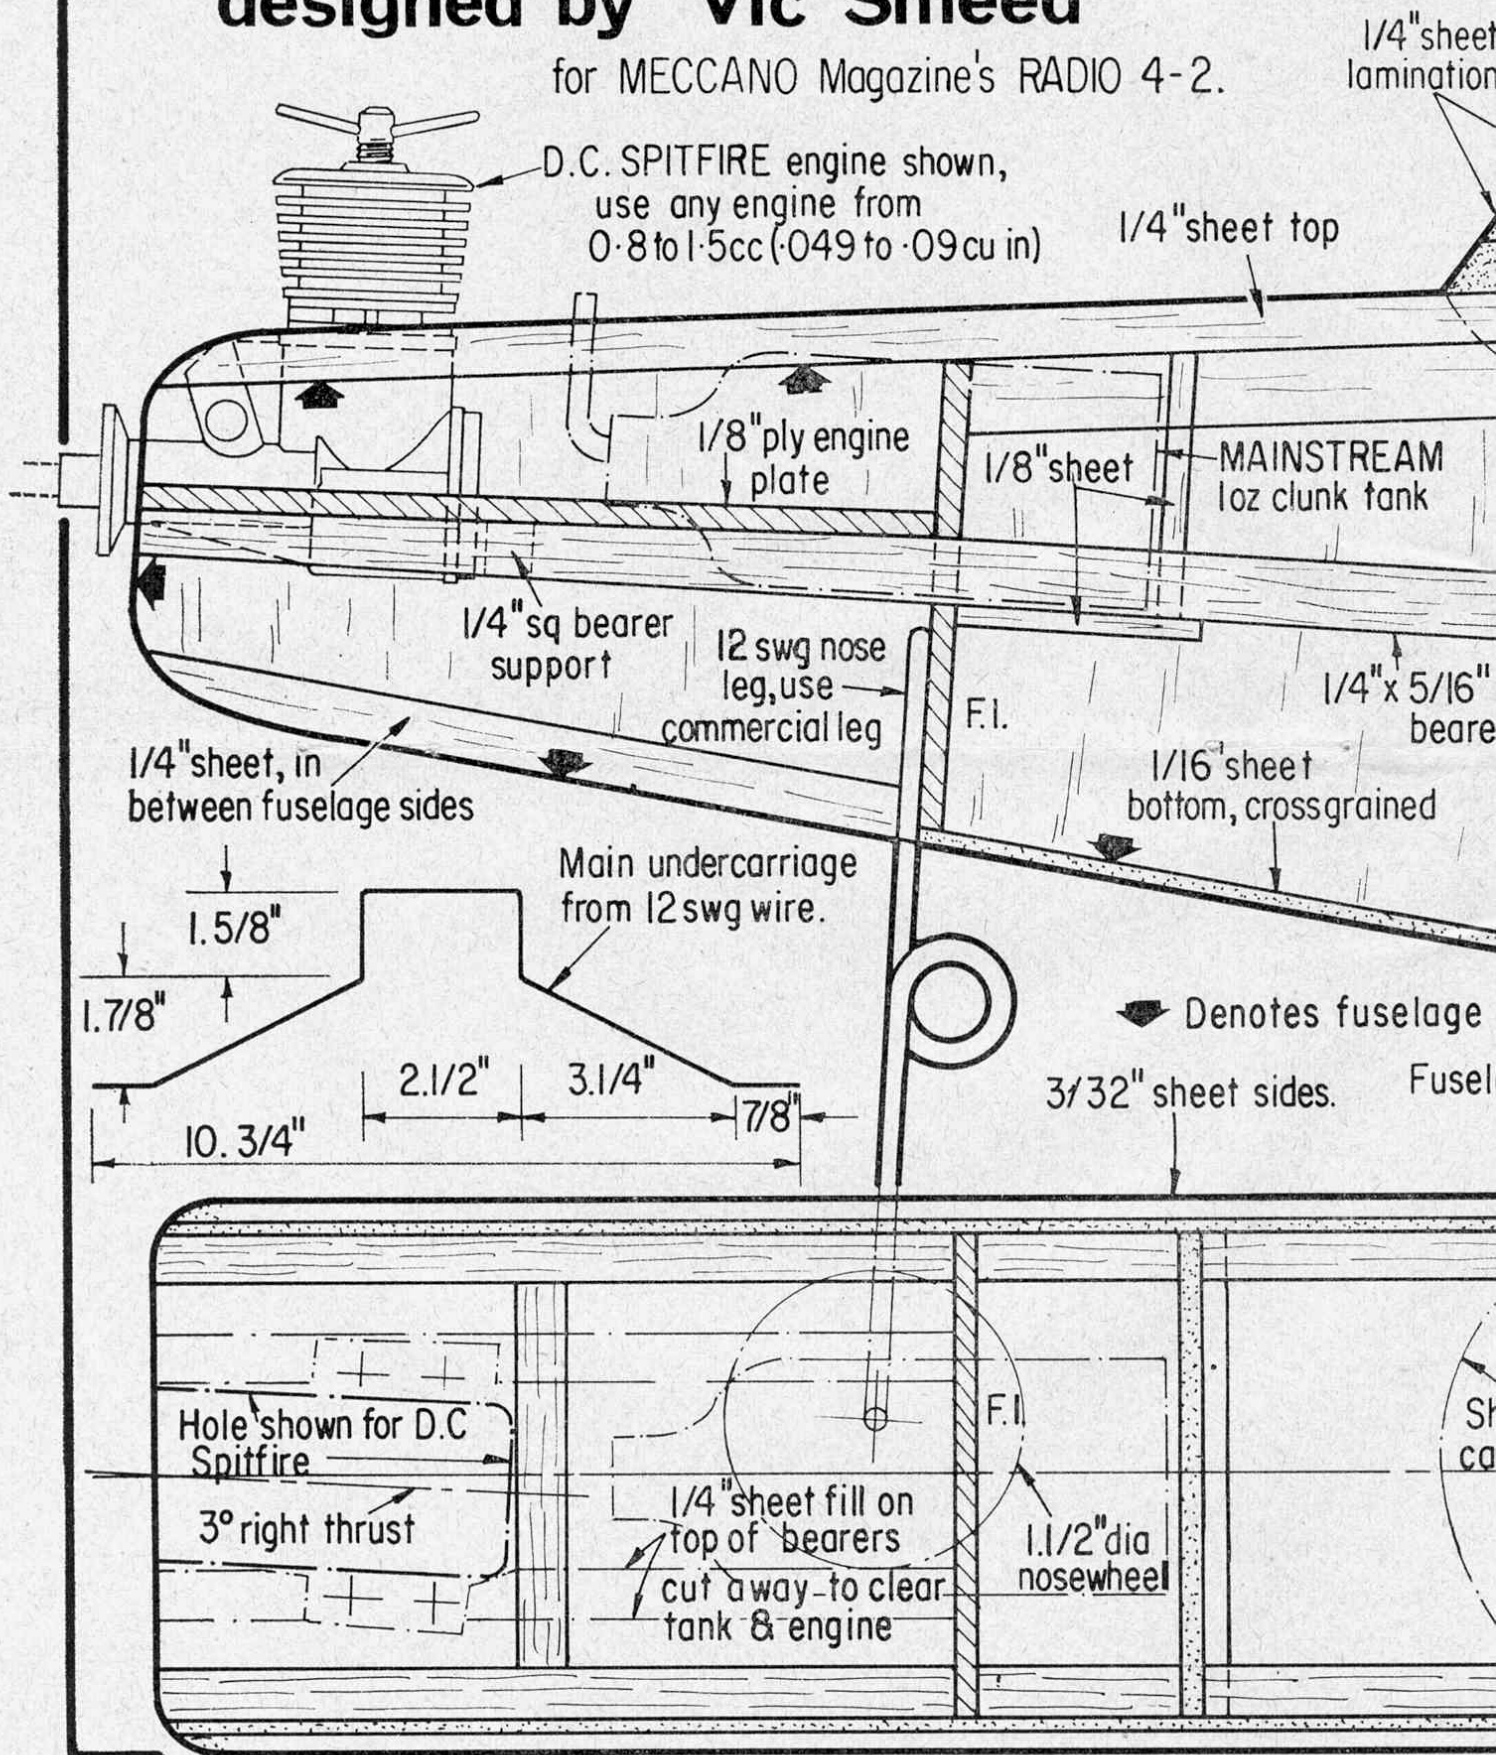 designed by Vic Smeed
for MECCANO Magazine's RADIO 4-2.
1/4"sheet
lamination
D.C. SPITFIRE engine shown,
use any engine from
0·8 to 1·5cc (·049 to ·09 cu in)
1/4"sheet top
1/8"ply engine
plate
1/8"sheet
MAINSTREAM
1oz clunk tank
1/4"sq bearer
support
12 swg nose
leg, use
commercial leg
F.1.
1/4"x 5/16"
beare
1/4"sheet, in
between fuselage sides
1/16"sheet
bottom, crossgrained
Main undercarriage
from 12swg wire.
1.5/8"
1.7/8"
2.1/2"
3.1/4"
7/8"
10. 3/4"
Denotes fuselage
3/32" sheet sides.
Fusel
Hole shown for D.C
Spitfire
3° right thrust
F.1.
1/4"sheet fill on
top of bearers
cut away to clear
tank & engine
1.1/2"dia
nosewheel
Sh
ca